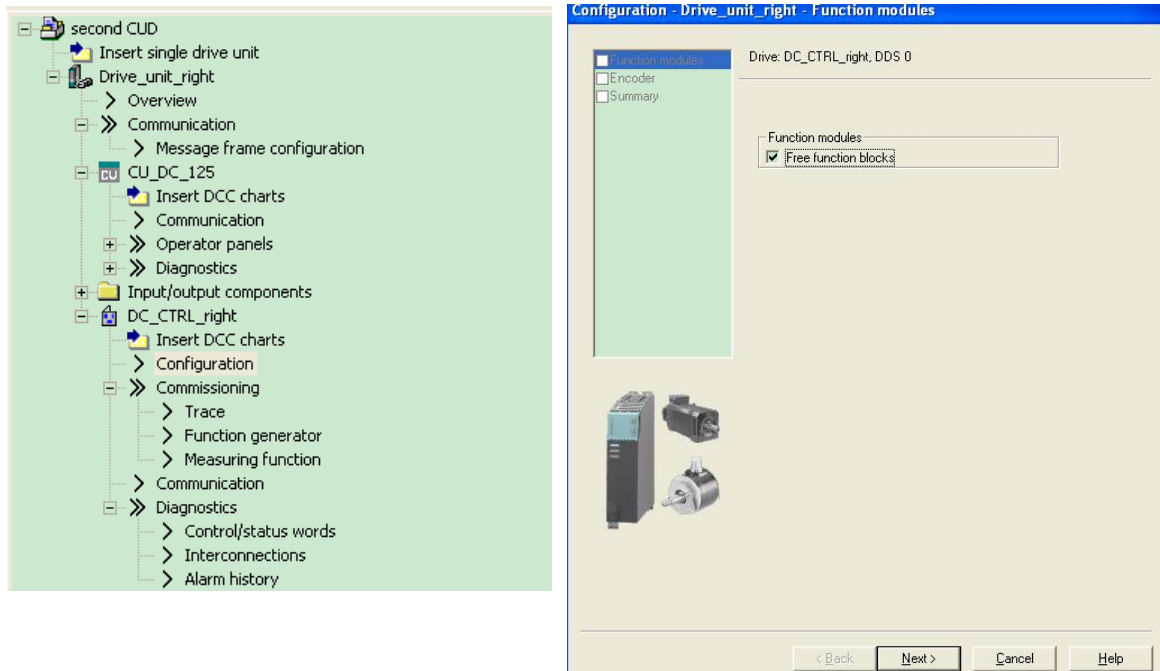 second CUD
Insert single drive unit
Drive_unit_right
Overview
Communication
Message frame configuration
CU
CU_DC_125
Insert DCC charts
Communication
Operator panels
Diagnostics
Input/output components
DC_CTRL_right
Insert DCC charts
Configuration
Commissioning
Trace
Function generator
Measuring function
Communication
Diagnostics
Control/status words
Interconnections
Alarm history
Configuration - Drive_unit_right - Function modules
Function modules
Encoder
Summary
Drive: DC_CTRL_right, DDS 0
Function modules
Free function blocks
< Back
Next >
Cancel
Help